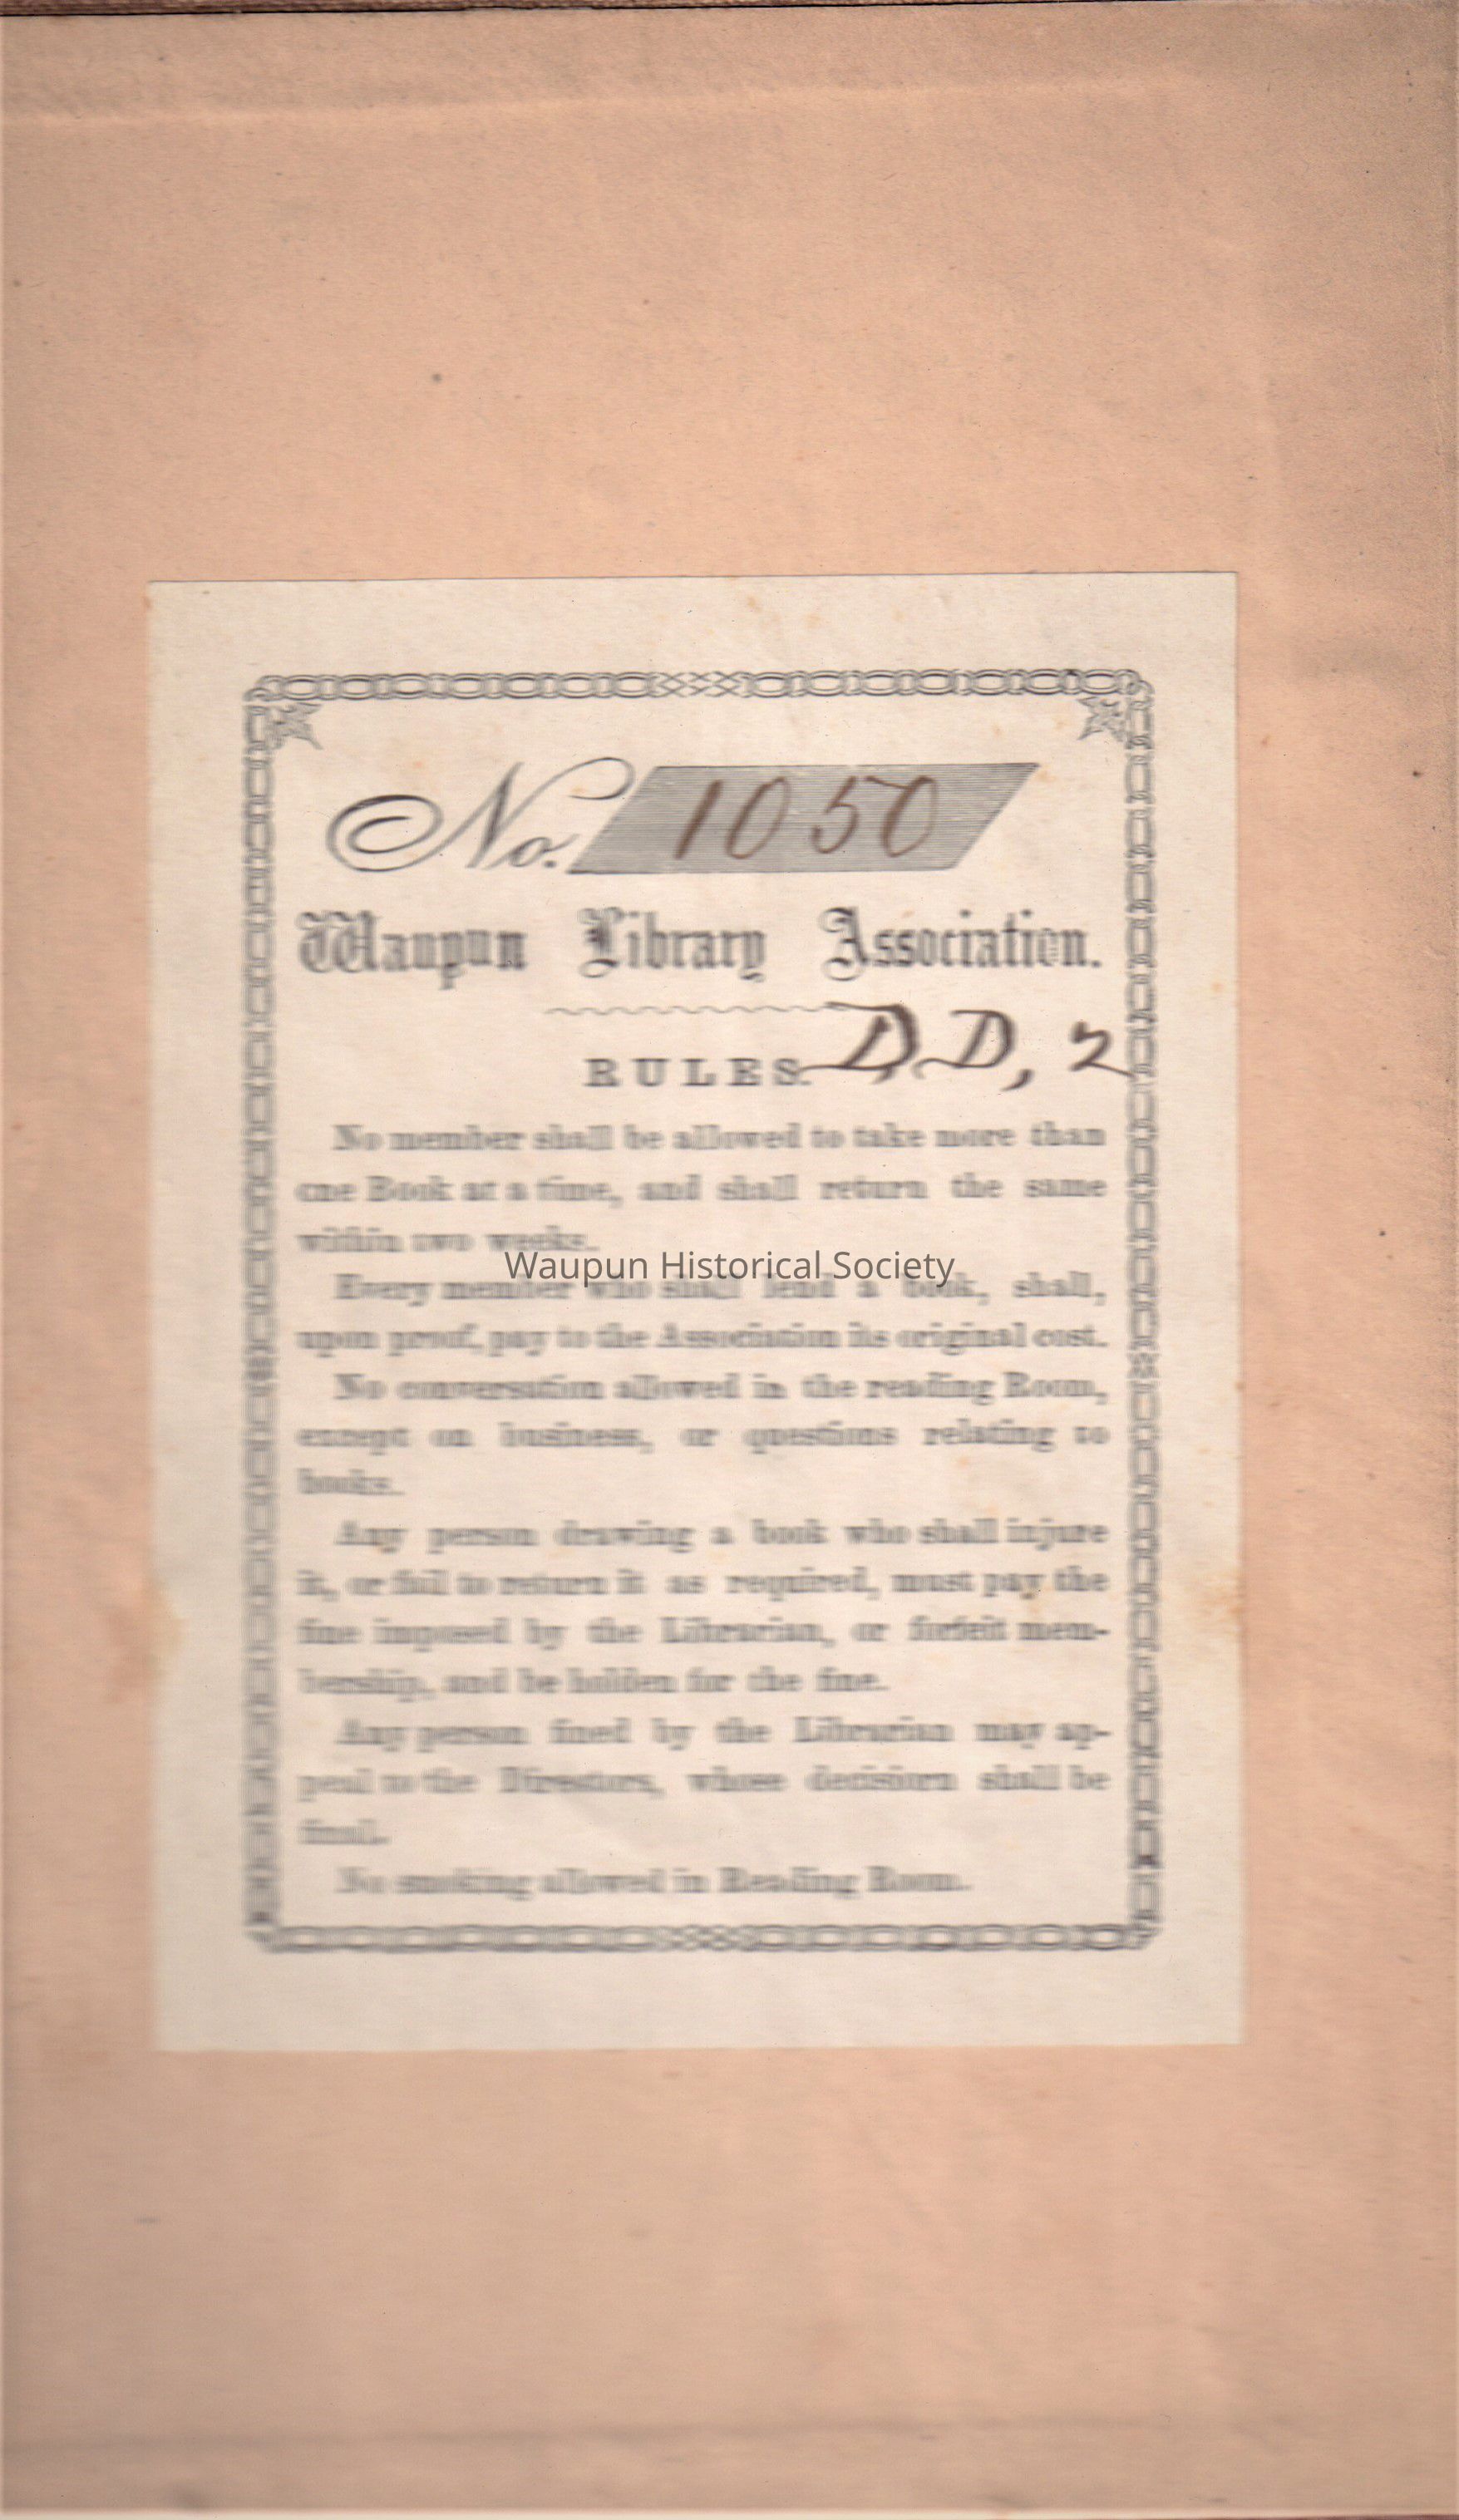 No. 1050
Waupun Library Association.
RULES. DD, 2
No member shall be allowed to take more than
one Book at a time, and shall return the same
within two weeks.
Waupun Historical Society
Every member who shall lend a book, shall,
upon proof, pay to the Association its original cost.
No conversation allowed in the reading Room,
except on business, or questions relating to
books.
Any person drawing a book who shall injure
it, or fail to return it as required, must pay the
fine imposed by the Librarian, or forfeit mem-
bership, and be holden for the fine.
Any person fined by the Librarian may ap-
peal to the Directors, whose decision shall be
final.
No smoking allowed in Reading Room.